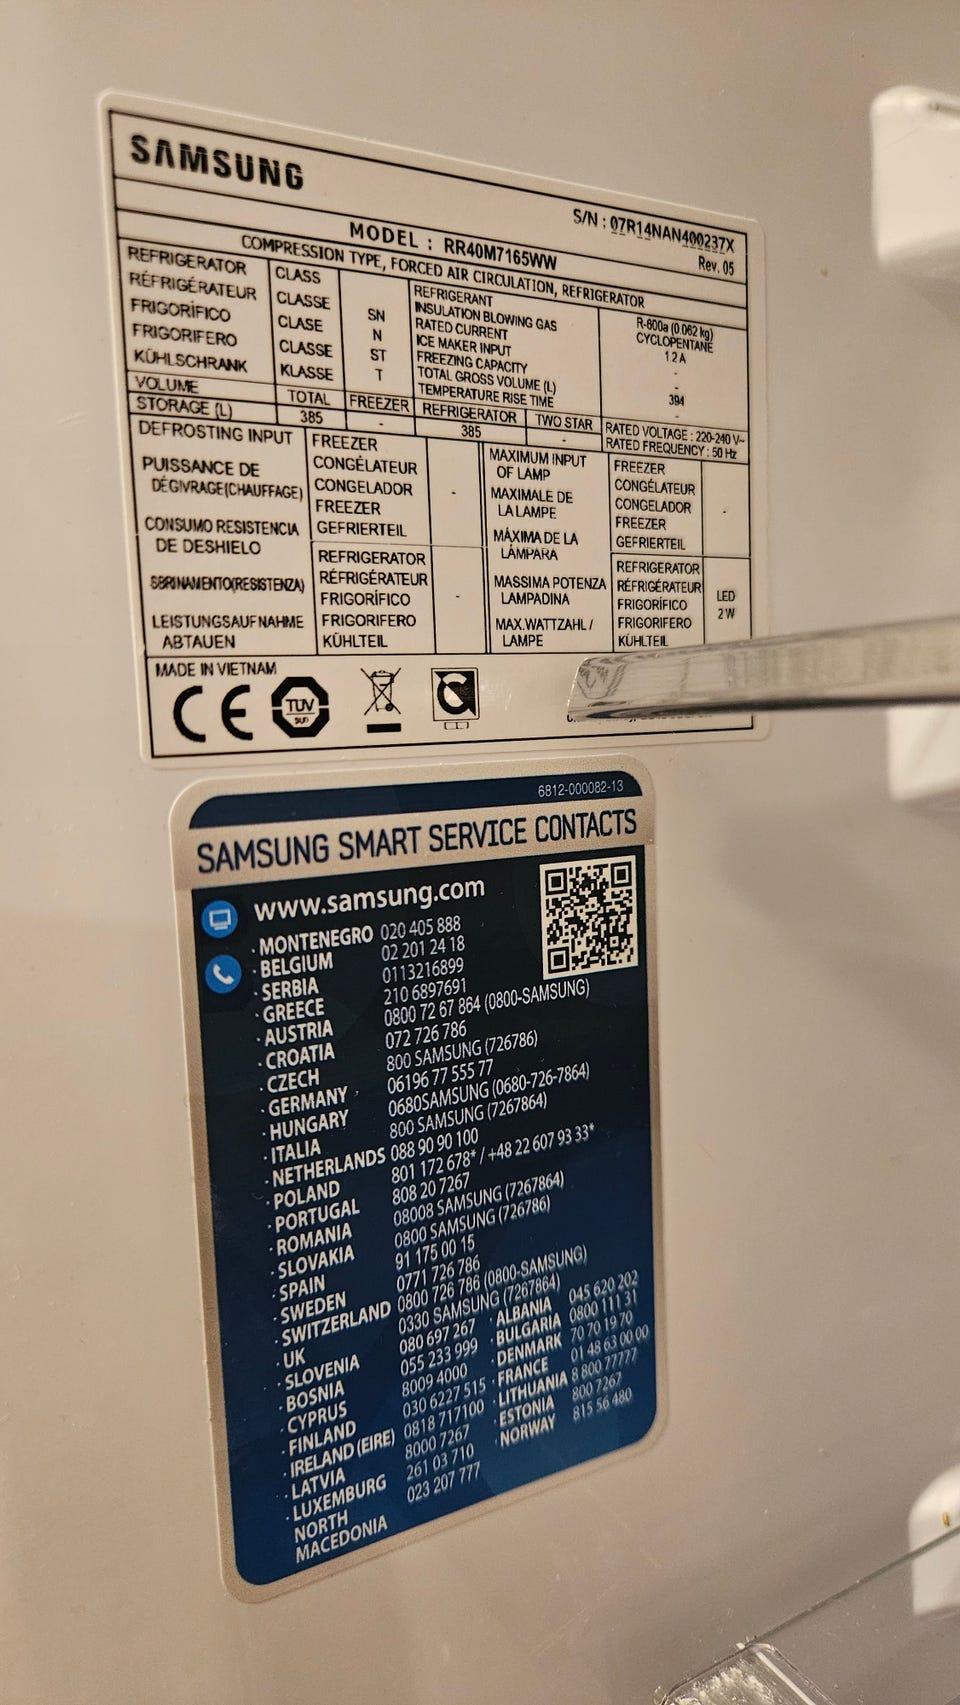 SAMSUNG
S/N : 07R14NAN400237X
MODEL : RR40M7165WW
Rev. 05
COMPRESSION TYPE, FORCED AIR CIRCULATION, REFRIGERATOR
REFRIGERATOR
RÉFRIGÉRATEUR
FRIGORÍFICO
FRIGORIFERO
KÜHLSCHRANK
CLASS
CLASSE
CLASE
CLASSE
KLASSE
SN
N
ST
T
REFRIGERANT
INSULATION BLOWING GAS
RATED CURRENT
ICE MAKER INPUT
FREEZING CAPACITY
TOTAL GROSS VOLUME (L)
TEMPERATURE RISE TIME
R-600a (0.062 kg)
CYCLOPENTANE
1.2 A
-
-
394
-
VOLUME
STORAGE (L)
TOTAL
385
FREEZER
-
REFRIGERATOR
385
TWO STAR
-
RATED VOLTAGE : 220-240 V~
RATED FREQUENCY : 50 Hz
DEFROSTING INPUT
PUISSANCE DE
DÉGIVRAGE(CHAUFFAGE)
CONSUMO RESISTENCIA
DE DESHIELO
SBRINAMENTO(RESISTENZA)
LEISTUNGSAUFNAHME
ABTAUEN
FREEZER
CONGÉLATEUR
CONGELADOR
FREEZER
GEFRIERTEIL
-
REFRIGERATOR
RÉFRIGÉRATEUR
FRIGORÍFICO
FRIGORIFERO
KÜHLTEIL
-
MAXIMUM INPUT
OF LAMP
MAXIMALE DE
LA LAMPE
MÁXIMA DE LA
LÁMPARA
MASSIMA POTENZA
LAMPADINA
MAX.WATTZAHL /
LAMPE
FREEZER
CONGÉLATEUR
CONGELADOR
FREEZER
GEFRIERTEIL
-
REFRIGERATOR
RÉFRIGÉRATEUR
FRIGORÍFICO
FRIGORIFERO
KÜHLTEIL
LED
2 W
MADE IN VIETNAM
CE
TÜV
SÜD
6812-000082-13
SAMSUNG SMART SERVICE CONTACTS
www.samsung.com
· MONTENEGRO 020 405 888
· BELGIUM 02 201 24 18
· SERBIA 0113216899
· GREECE 210 6897691
· AUSTRIA 0800 72 67 864 (0800-SAMSUNG)
· CROATIA 072 726 786
· CZECH 800 SAMSUNG (726786)
· GERMANY 06196 77 555 77
· HUNGARY 0680SAMSUNG (0680-726-7864)
· ITALIA 800 SAMSUNG (7267864)
· NETHERLANDS 088 90 90 100
· POLAND 801 172 678* / +48 22 607 93 33*
· PORTUGAL 808 20 7267
· ROMANIA 08008 SAMSUNG (7267864)
· SLOVAKIA 0800 SAMSUNG (726786)
· SPAIN 91 175 00 15
· SWEDEN 0771 726 786
· SWITZERLAND 0800 726 786 (0800-SAMSUNG)
· UK 0330 SAMSUNG (7267864)
· SLOVENIA 080 697 267
· BOSNIA 055 233 999
· CYPRUS 8009 4000
· FINLAND 030 6227 515
· IRELAND (EIRE) 0818 717100
· LATVIA 8000 7267
· LUXEMBURG 261 03 710
· NORTH MACEDONIA 023 207 777
· ALBANIA 045 620 202
· BULGARIA 0800 111 31
· DENMARK 70 70 19 70
· FRANCE 01 48 63 00 00
· LITHUANIA 8 800 77777
· ESTONIA 800 7267
· NORWAY 815 56 480